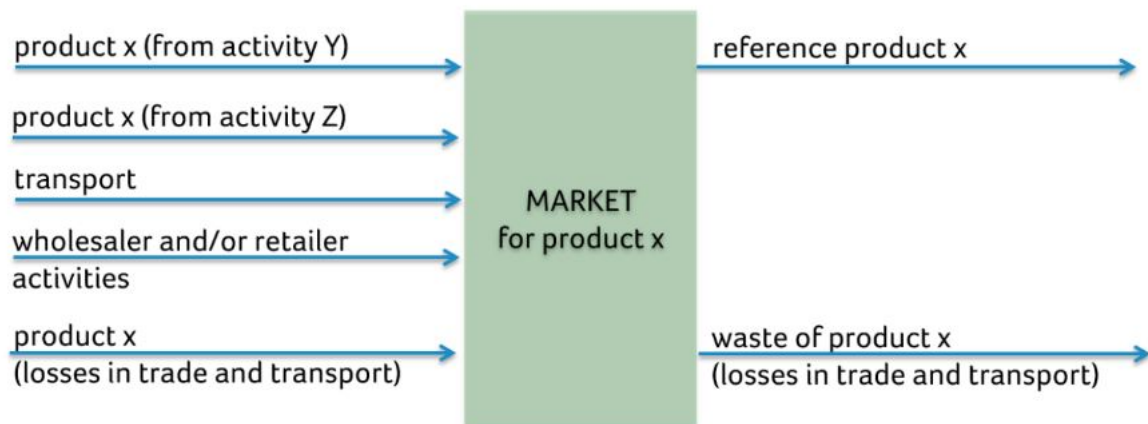 product x (from activity Y)
product x (from activity Z)
transport
wholesaler and/or retailer
activities
product x
(losses in trade and transport)
MARKET
for product x
reference product x
waste of product x
(losses in trade and transport)